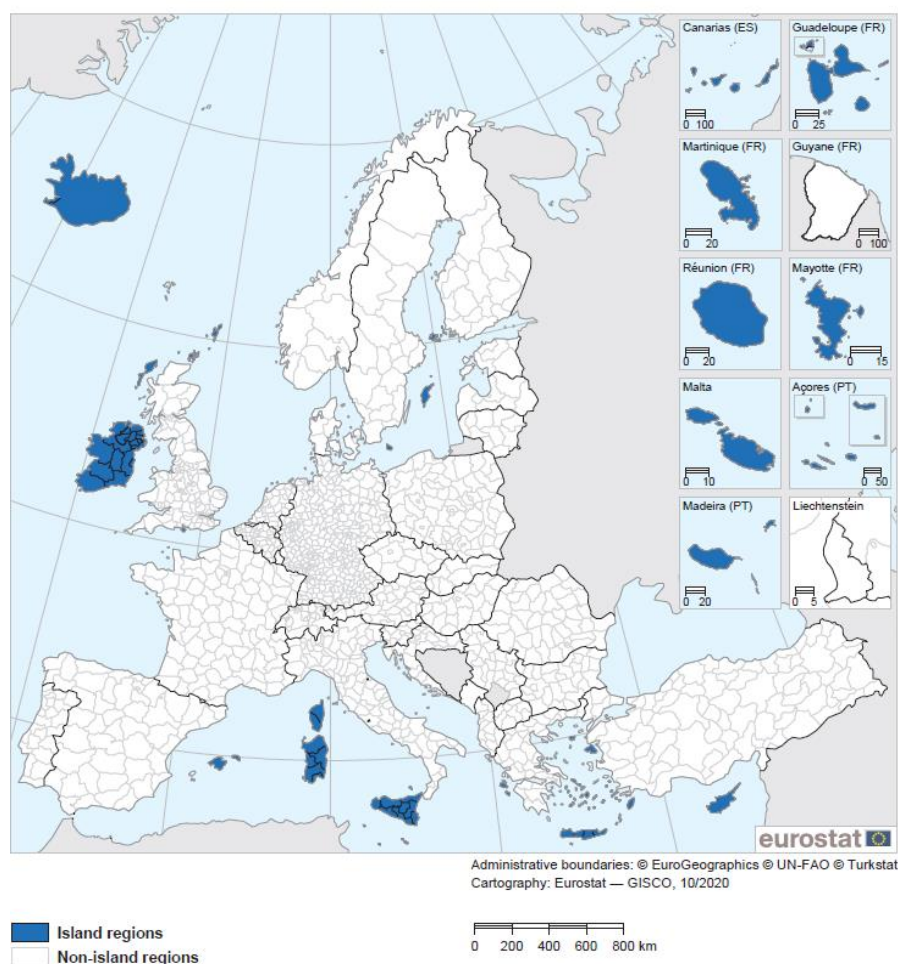 Canarias (ES)
0 100
Guadeloupe (FR)
0 25
Martinique (FR)
0 20
Guyane (FR)
0 100
Réunion (FR)
0 20
Mayotte (FR)
0 15
Malta
0 10
Açores (PT)
0 50
Madeira (PT)
0 20
Liechtenstein
0 5
eurostat
Administrative boundaries: © EuroGeographics © UN-FAO © Turkstat
Cartography: Eurostat — GISCO, 10/2020
Island regions
Non-island regions
0 200 400 600 800 km